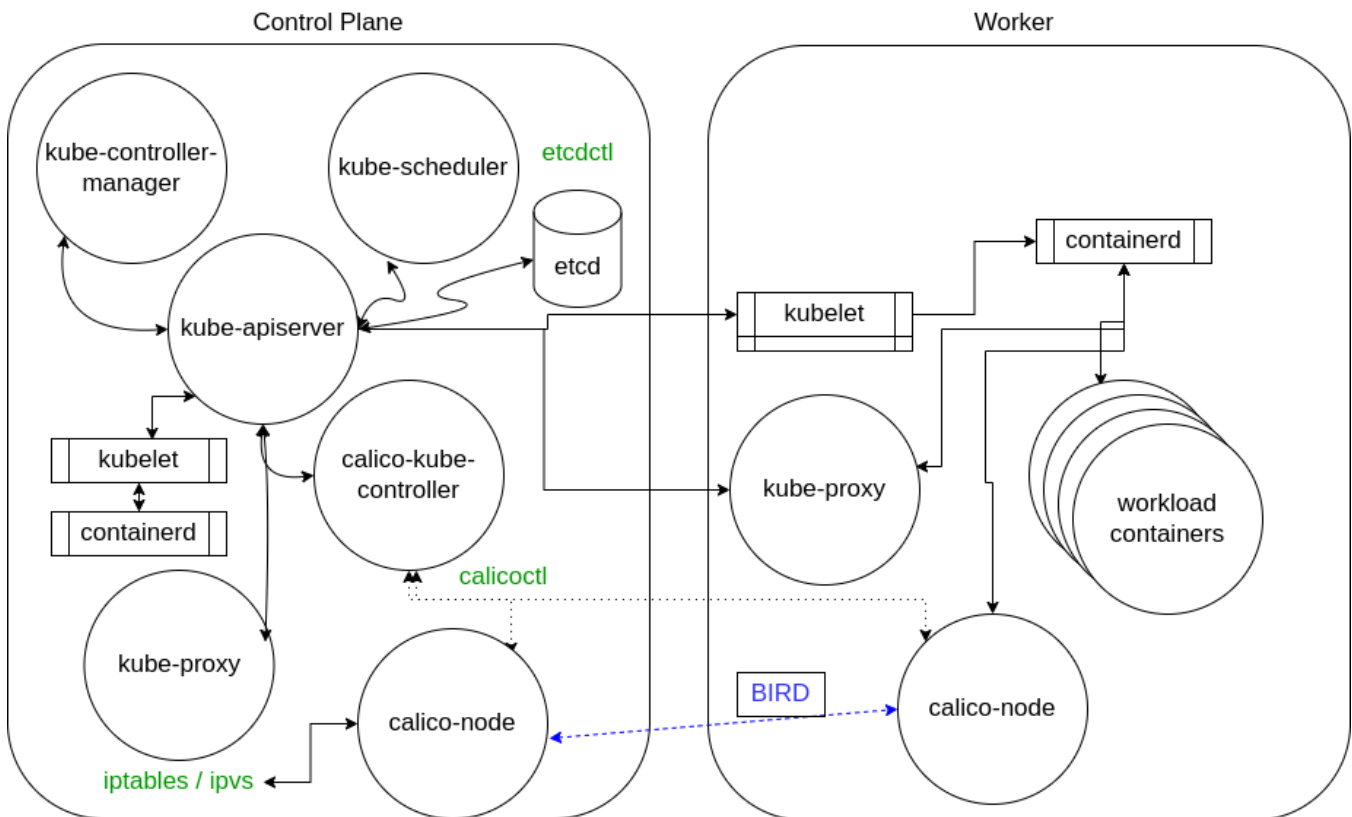 Control Plane
Worker
kube-controller-
manager
kube-scheduler
etcdctl
etcd
kube-apiserver
kubelet
containerd
calico-kube-
controller
kube-proxy
calicoctl
calico-node
iptables / ipvs
containerd
kubelet
kube-proxy
workload
containers
BIRD
calico-node